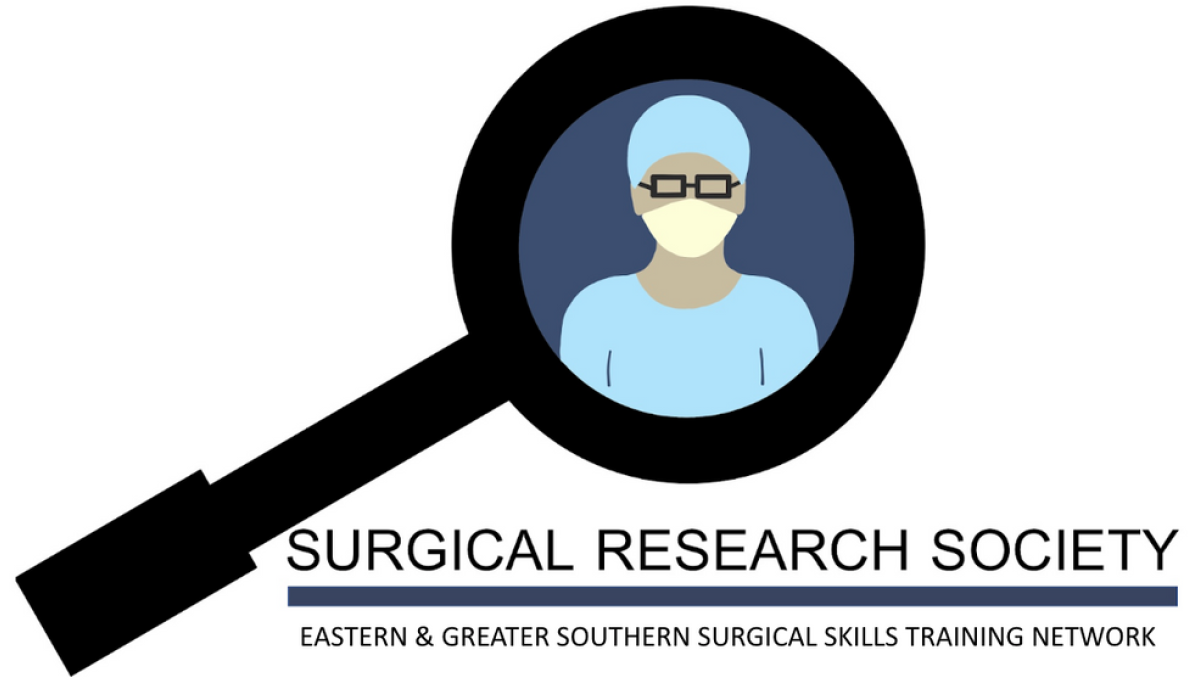 SURGICAL RESEARCH SOCIETY
EASTERN & GREATER SOUTHERN SURGICAL SKILLS TRAINING NETWORK